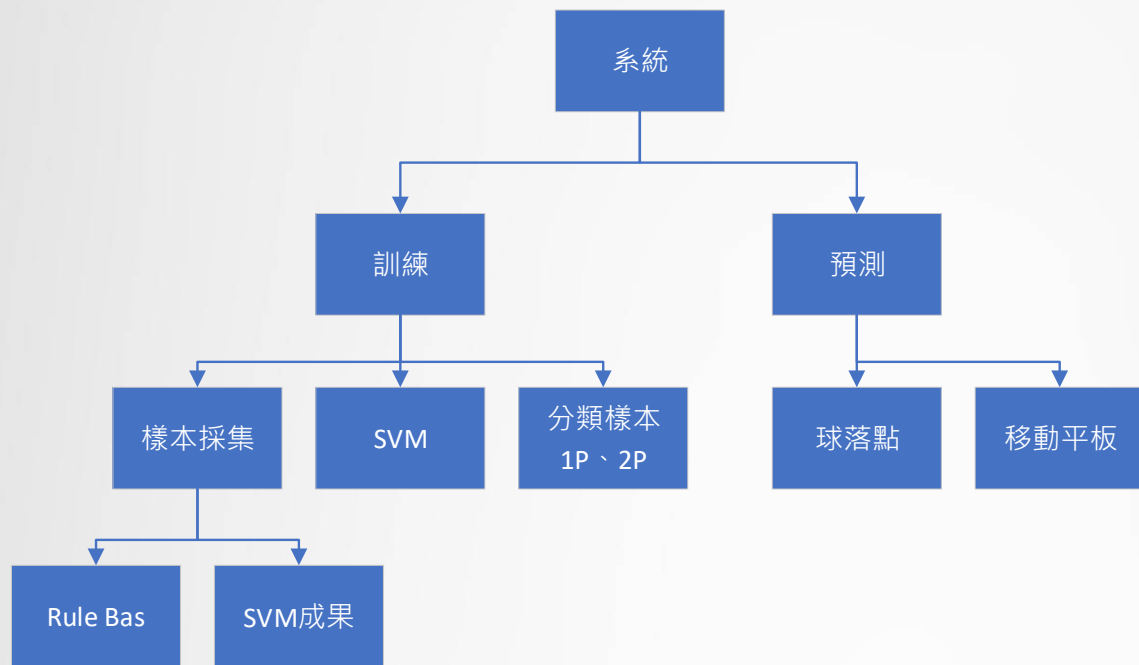 系統
訓練
預測
樣本採集
SVM
分類樣本
1P、2P
球落點
移動平板
Rule Bas
SVM成果